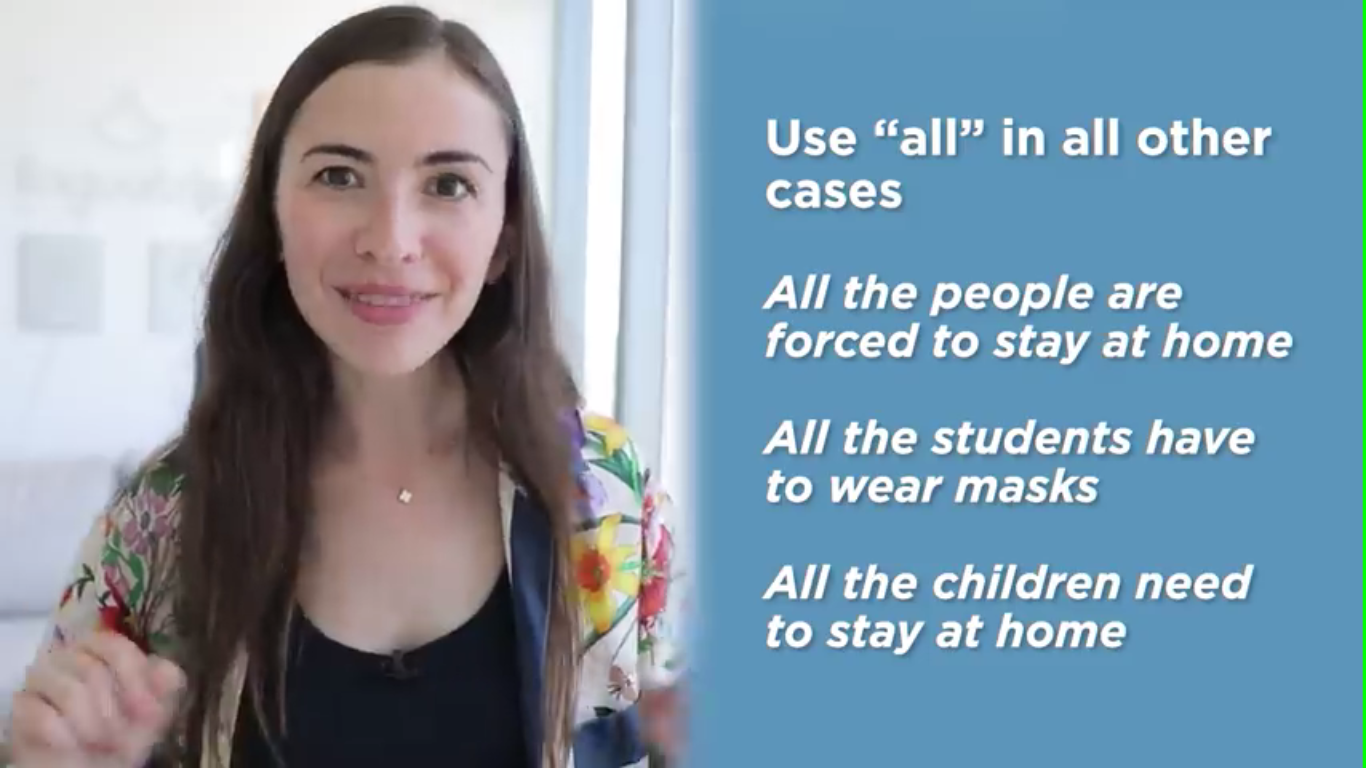 Use “all” in all other
cases
All the people are
forced to stay at home
All the students have
to wear masks
All the children need
to stay at home